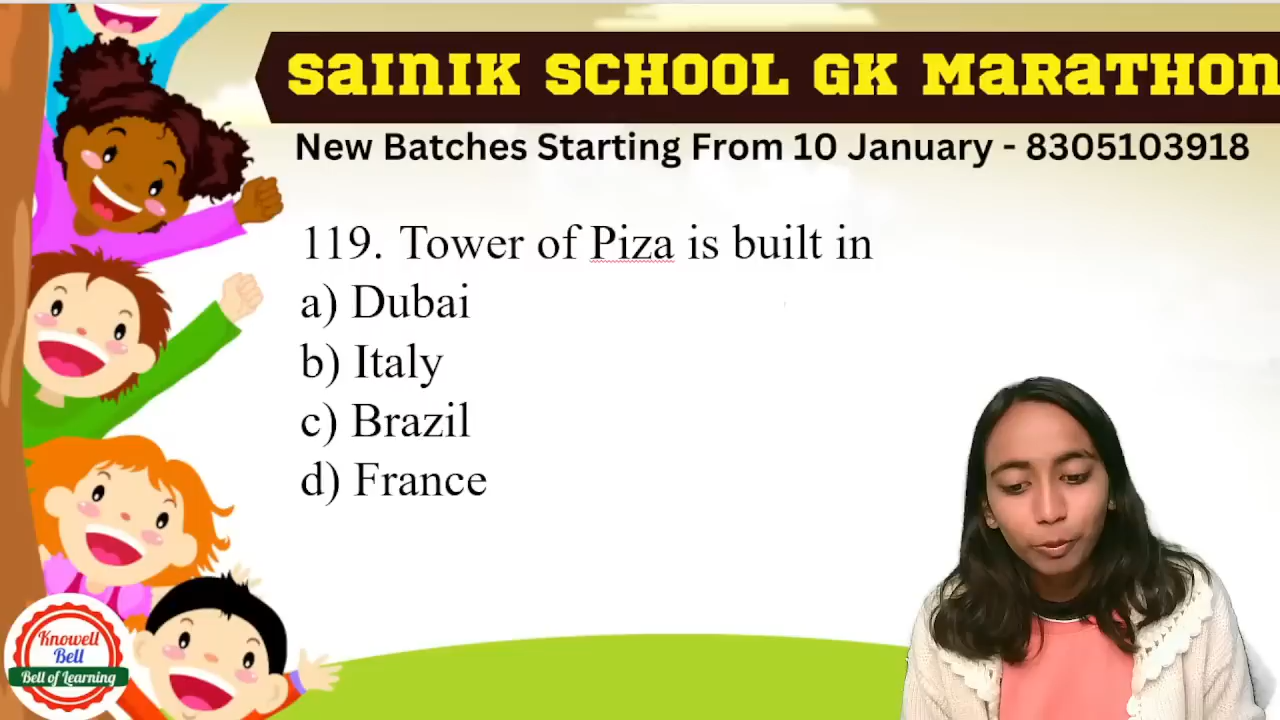 SAINIK SCHOOL GK MARATHON
New Batches Starting From 10 January - 8305103918
119. Tower of Piza is built in
a) Dubai
b) Italy
c) Brazil
d) France
Knowell
Bell
Bell of Learning